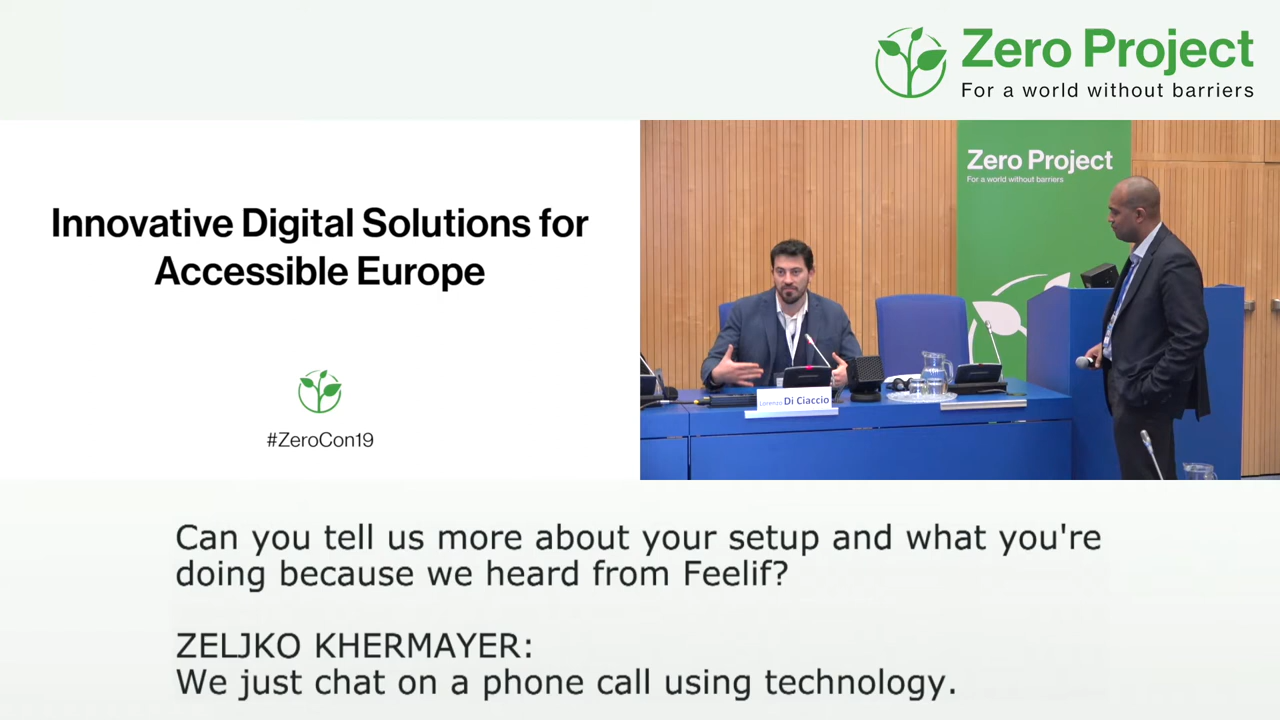 Zero Project
For a world without barriers
Innovative Digital Solutions for
Accessible Europe
#ZeroCon19
Zero Project
For a world without barriers
Lorenzo Di Ciaccio
Can you tell us more about your setup and what you're
doing because we heard from Feelif?
ZELJKO KHERMAYER:
We just chat on a phone call using technology.